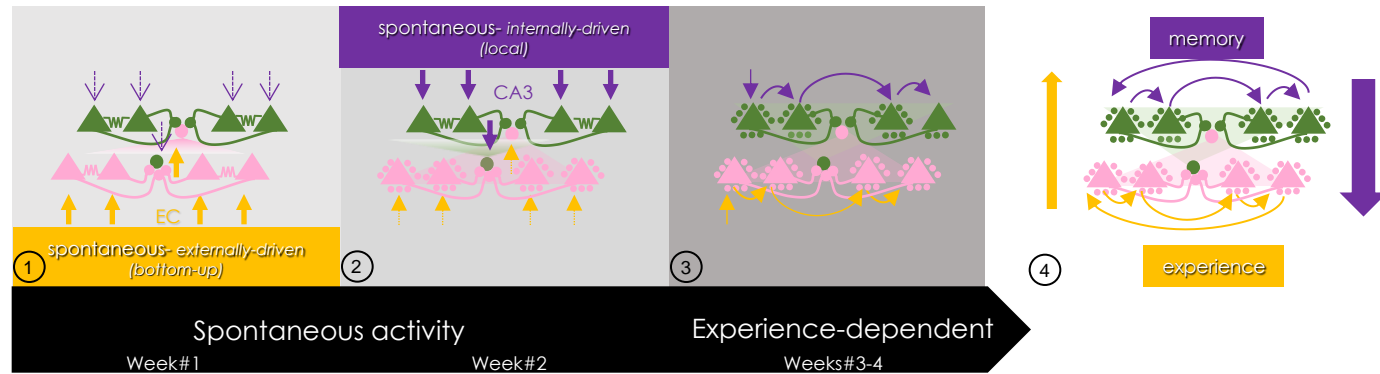 spontaneous- internally-driven
(local)
memory
CA3
EC
spontaneous- externally-driven
(bottom-up)
1
2
3
4
experience
Spontaneous activity
Experience-dependent
Week#1
Week#2
Weeks#3-4